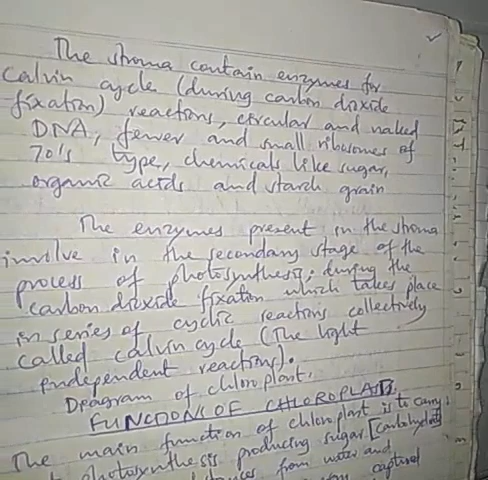 The stroma contain enzymes for
Calvin cycle (during carbon dioxide
fixation) reactions, circular and naked
DNA, fewer and small ribosomes of
70's type, chemicals like sugar,
organic acids and starch grain
The enzymes present in the stroma
involve in the secondary stage of the
process of photosynthesis; during the
carbon dioxide fixation which takes place
in series of cyclic reactions collectively
called calvin cycle (The light
independent reactions).
Diagram of chloroplast.
FUNCTIONS OF CHLOROPLAST,
The main function of chloroplast is to carry
photosynthesis producing sugar [carbohydrate]
from water and
captured